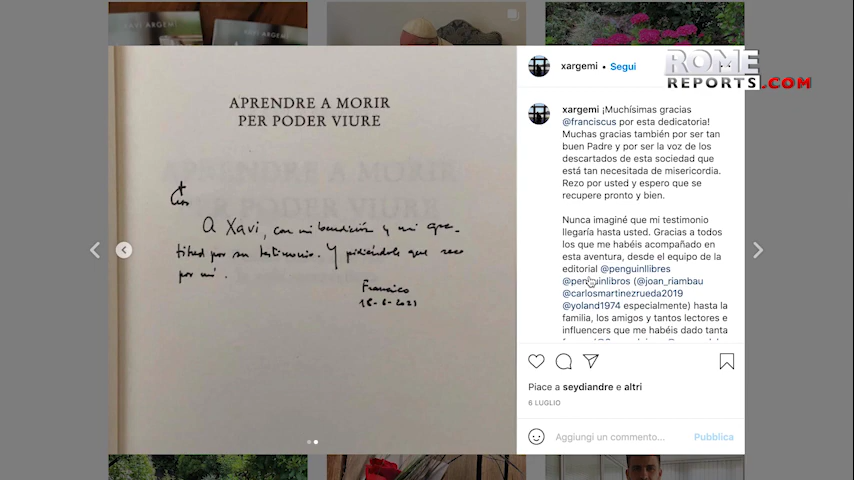 XAVI ARGEM
XAVI ARGEM
ROME
REPORTS.COM
APRENDRE A MORIR
PER PODER VIURE
A Xavi, con mi bendición y mi gra-
titud por su testimonio. Y pidiéndole que rece
por mí.
Francisco
18-6-2021
xargemi • Segui
xargemi ¡Muchísimas gracias
@franciscus por esta dedicatoria!
Muchas gracias también por ser tan
buen Padre y por ser la voz de los
descartados de esta sociedad que
está tan necesitada de misericordia.
Rezo por usted y espero que se
recupere pronto y bien.
Nunca imaginé que mi testimonio
llegaría hasta usted. Gracias a todos
los que me habéis acompañado en
esta aventura, desde el equipo de la
editorial @penguinllibres
@penguinlibros (@joan_riambau
@carlosmartinezrueda2019
@yoland1974 especialmente) hasta la
familia, los amigos y tantos lectores e
influencers que me habéis dado tanta
Piace a seydiandre e altri
6 LUGLIO
Aggiungi un commento... Pubblica